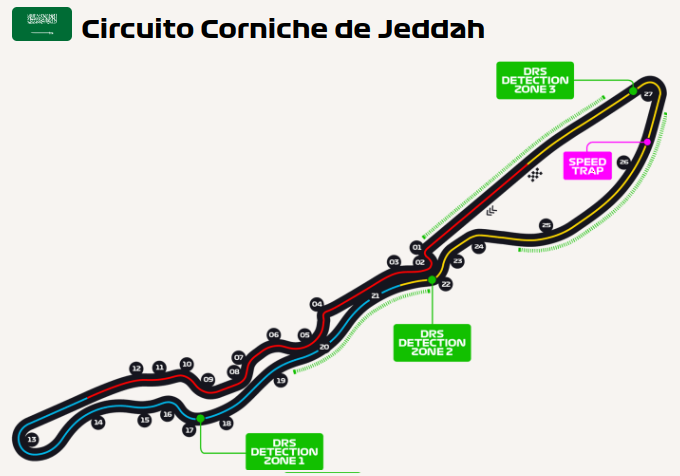 Circuito Corniche de Jeddah
DRS
DETECTION
ZONE 3
27
SPEED
TRAP
26
25
24
01
02
03
23
22
21
04
DRS
DETECTION
ZONE 2
05
06
20
07
08
19
12
11
10
09
13
14
15
16
17
18
DRS
DETECTION
ZONE 1